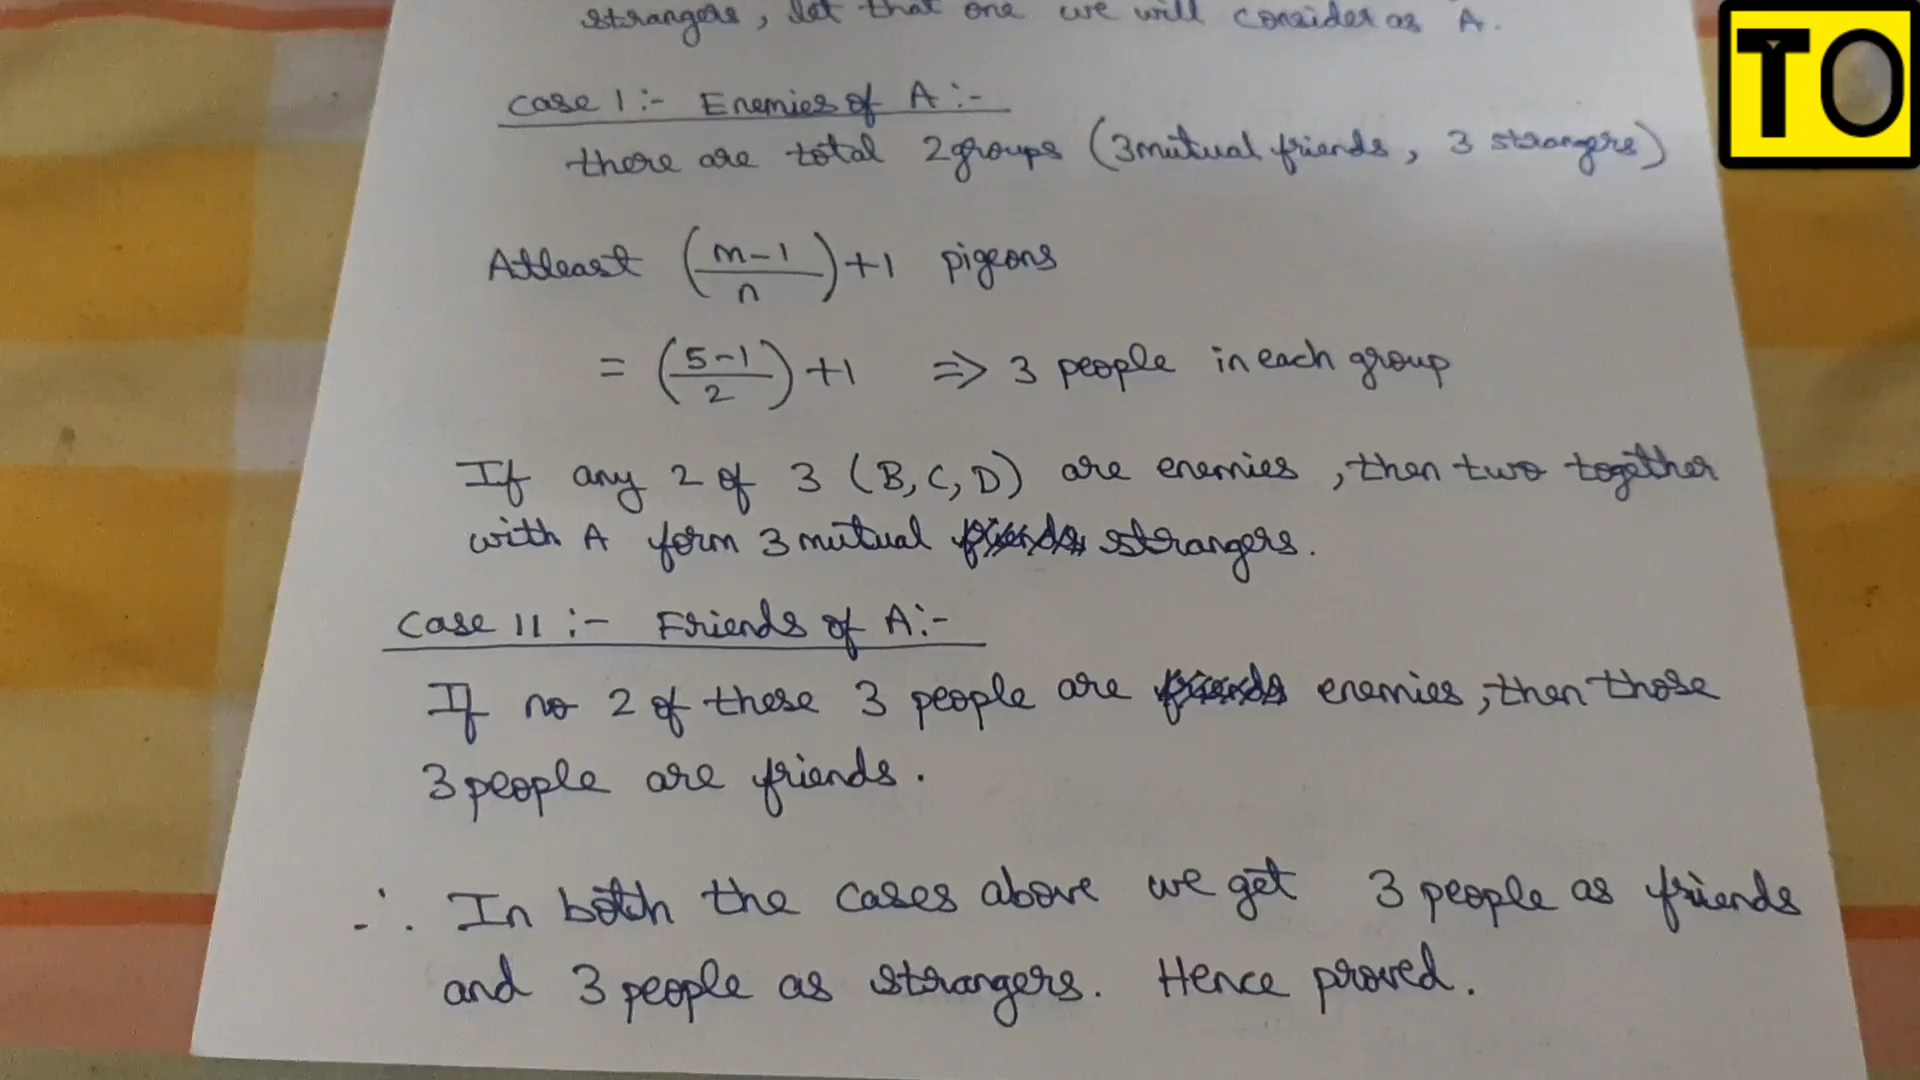 strangers, let that one we will consider as A.
TO
Case I :- Enemies of A :-
there are total 2 groups (3 mutual friends, 3 strangers)
Atleast (m-1/n)+1 pigeons
= (5-1/2)+1 => 3 people in each group
If any 2 of 3 (B, C, D) are enemies, then two together
with A form 3 mutual strangers.
Case II :- Friends of A :-
If no 2 of these 3 people are enemies, then those
3 people are friends.
∴ In both the cases above we get 3 people as friends
and 3 people as strangers. Hence proved.